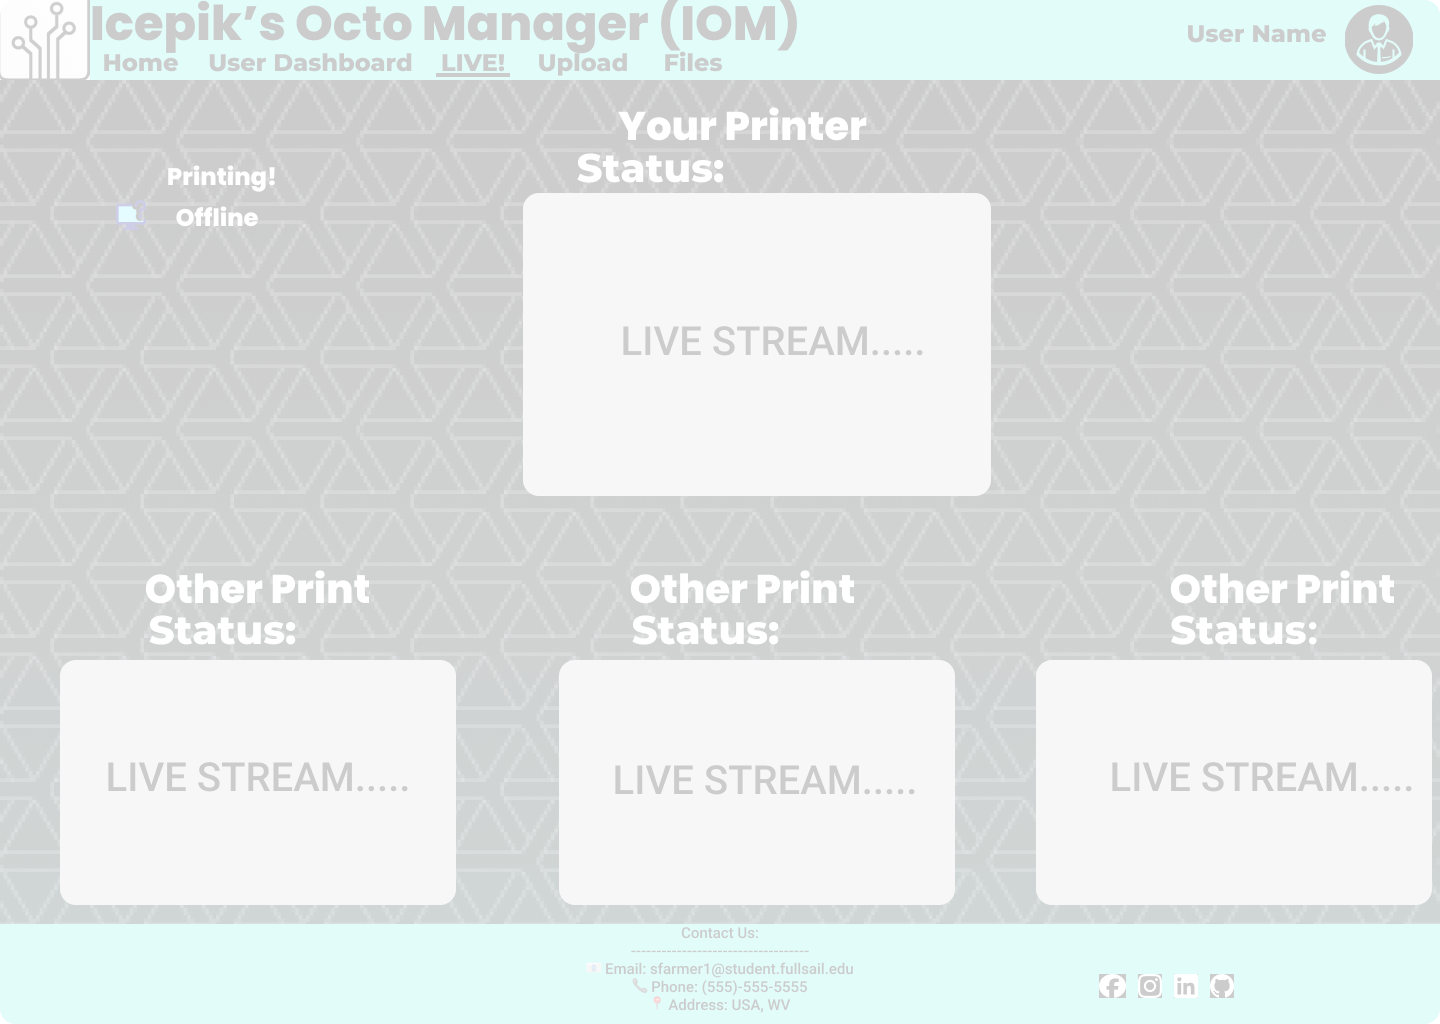 Icepik’s Octo Manager (IOM)
User Name
Home User Dashboard LIVE! Upload Files
Your Printer
Status:
Printing!
Offline
LIVE STREAM.....
Other Print
Status:
Other Print
Status:
Other Print
Status:
LIVE STREAM.....
LIVE STREAM.....
LIVE STREAM.....
Contact Us:
-----------------------------------
📧 Email: sfarmer1@student.fullsail.edu
📞 Phone: (555)-555-5555
📍 Address: USA, WV